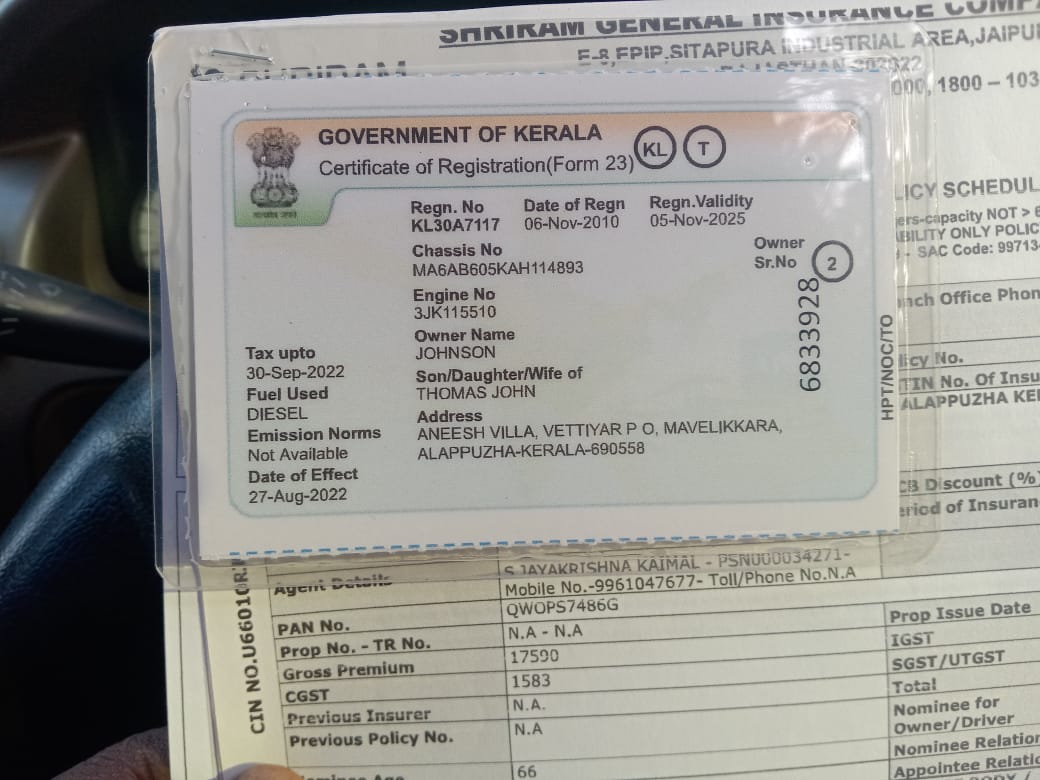 SHRIRAM GENERAL INSURANCE
E-8,EPIP,SITAPURA INDUSTRIAL AREA,JAIPU
1800 - 103
GOVERNMENT OF KERALA
Certificate of Registration(Form 23)
KL
T
Regn. No
Date of Regn
Regn.Validity
KL30A7117
06-Nov-2010
05-Nov-2025
Chassis No
MA6AB605KAH114893
Owner
Sr.No
2
Engine No
3JK115510
Owner Name
JOHNSON
Son/Daughter/Wife of
THOMAS JOHN
Address
ANEESH VILLA, VETTIYAR P O, MAVELIKKARA,
ALAPPUZHA-KERALA-690558
Tax upto
30-Sep-2022
Fuel Used
DIESEL
Emission Norms
Not Available
Date of Effect
27-Aug-2022
6833928
HPT/NOC/TO
ICY SCHEDUL
ers-capacity NOT > 6
BILITY ONLY POLIC
- SAC Code: 99713
nch Office Phon
licy No.
TIN No. Of Insu
ALAPPUZHA KE
CB Discount (%)
eriod of Insuran
CIN NO.U66010R
Agent Details
S JAYAKRISHNA KAIMAL - PSN000034271-
Mobile No.-9961047677- Toll/Phone No.N.A
PAN No.
QWOPS7486G
Prop Issue Date
Prop No. - TR No.
N.A - N.A
IGST
Gross Premium
17590
SGST/UTGST
CGST
1583
Total
Previous Insurer
N.A.
Nominee for
Owner/Driver
Previous Policy No.
N.A
Nominee Relation
Age
66
Appointee Relati